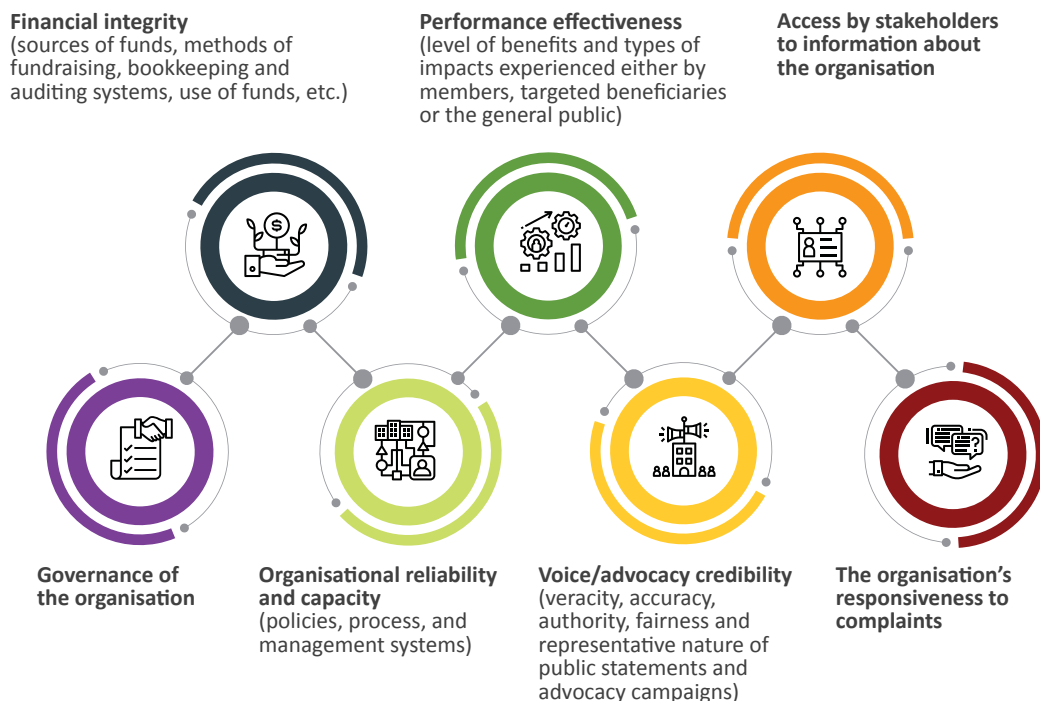 Financial integrity
(sources of funds, methods of
fundraising, bookkeeping and
auditing systems, use of funds, etc.)
Performance effectiveness
(level of benefits and types of
impacts experienced either by
members, targeted beneficiaries
or the general public)
Access by stakeholders
to information about
the organisation
$
?
Governance of
the organisation
Organisational reliability
and capacity
(policies, process, and
management systems)
Voice/advocacy credibility
(veracity, accuracy,
authority, fairness and
representative nature of
public statements and
advocacy campaigns)
The organisation's
responsiveness to
complaints